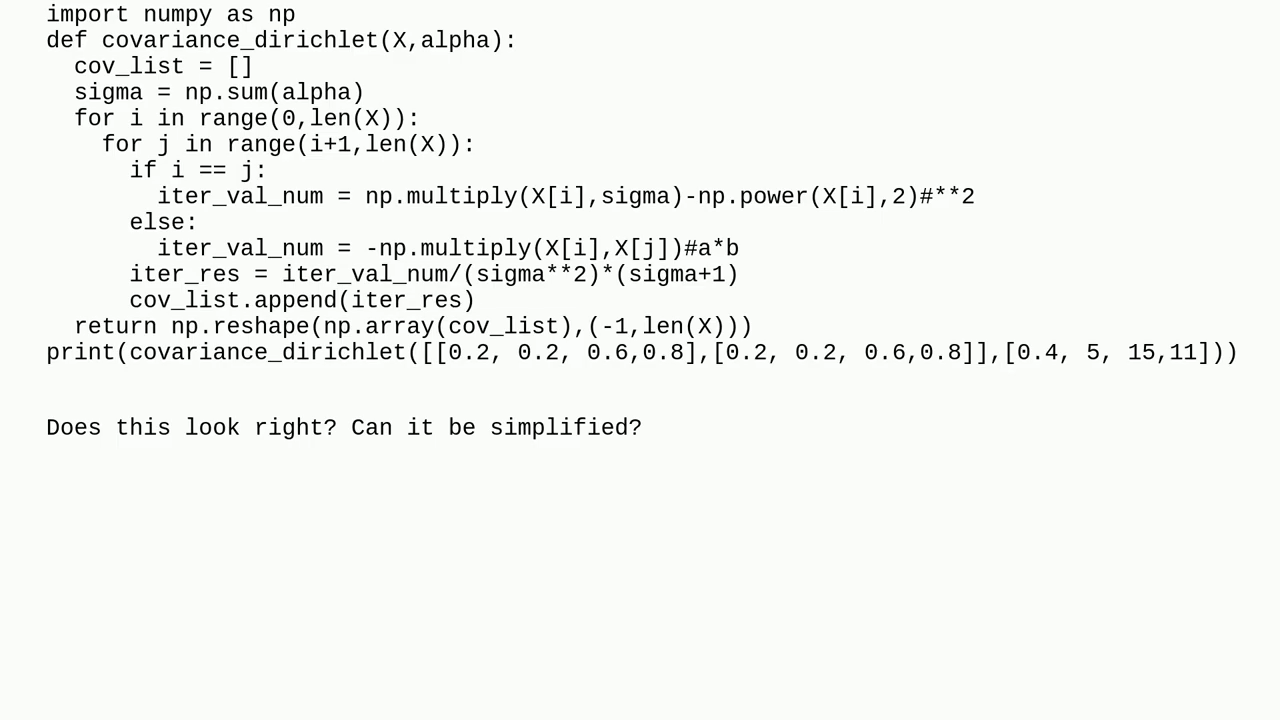 import numpy as np
def covariance_dirichlet(X,alpha):
  cov_list = []
  sigma = np.sum(alpha)
  for i in range(0,len(X)):
    for j in range(i+1,len(X)):
      if i == j:
        iter_val_num = np.multiply(X[i],sigma)-np.power(X[i],2)#**2
      else:
        iter_val_num = -np.multiply(X[i],X[j])#a*b
      iter_res = iter_val_num/(sigma**2)*(sigma+1)
      cov_list.append(iter_res)
  return np.reshape(np.array(cov_list),(-1,len(X)))
print(covariance_dirichlet([[0.2, 0.2, 0.6,0.8],[0.2, 0.2, 0.6,0.8]],[0.4, 5, 15,11]))
Does this look right? Can it be simplified?